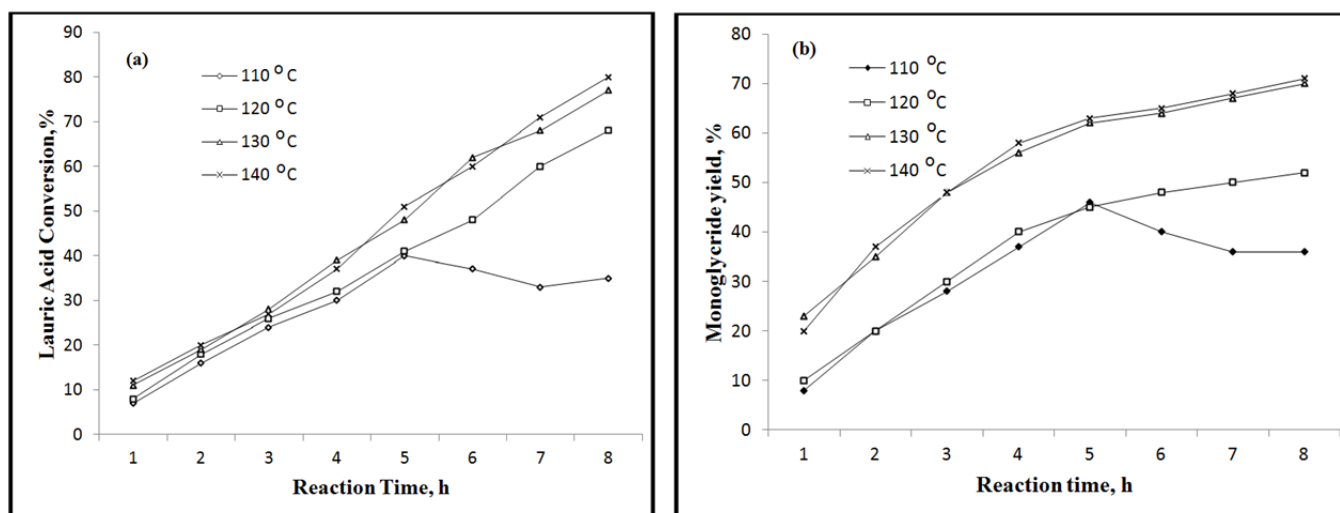 (a)
90
80
70
60
50
40
30
20
10
0
Lauric Acid Conversion,%
110 °C
120 °C
130 °C
140 °C
1 2 3 4 5 6 7 8
Reaction Time, h
(b)
80
70
60
50
40
30
20
10
0
Monoglycride yield, %
110 °C
120 °C
130 °C
140 °C
1 2 3 4 5 6 7 8
Reaction time, h